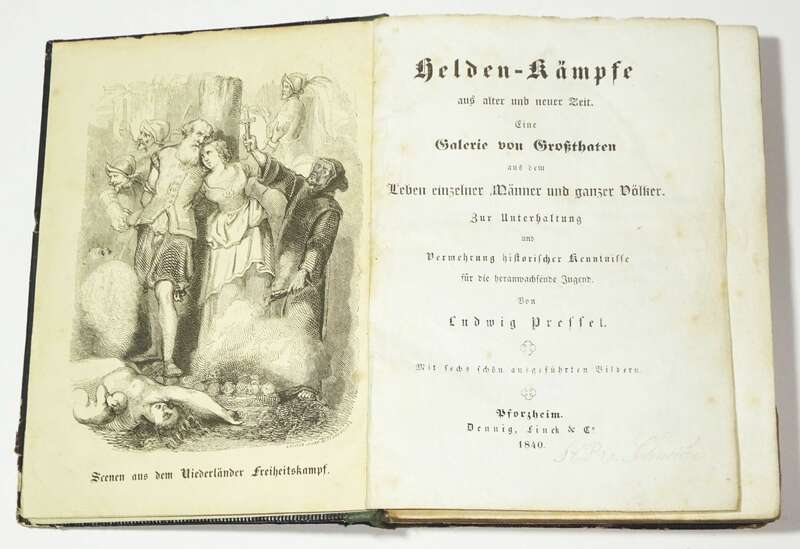 Scenen aus dem Niederländer Freiheitskampf.
Helden-Kämpfe
aus alter und neuer Zeit.
Eine
Galerie von Großthaten
aus dem
Leben einzelner Männer und ganzer Völker.
Zur Unterhaltung
und
Vermehrung historischer Kenntnisse
für die heranwachsende Jugend.
Von
Ludwig Pressel.
Mit sechs schön ausgeführten Bildern.
Pforzheim.
Dennig, Finck & Co
1840.